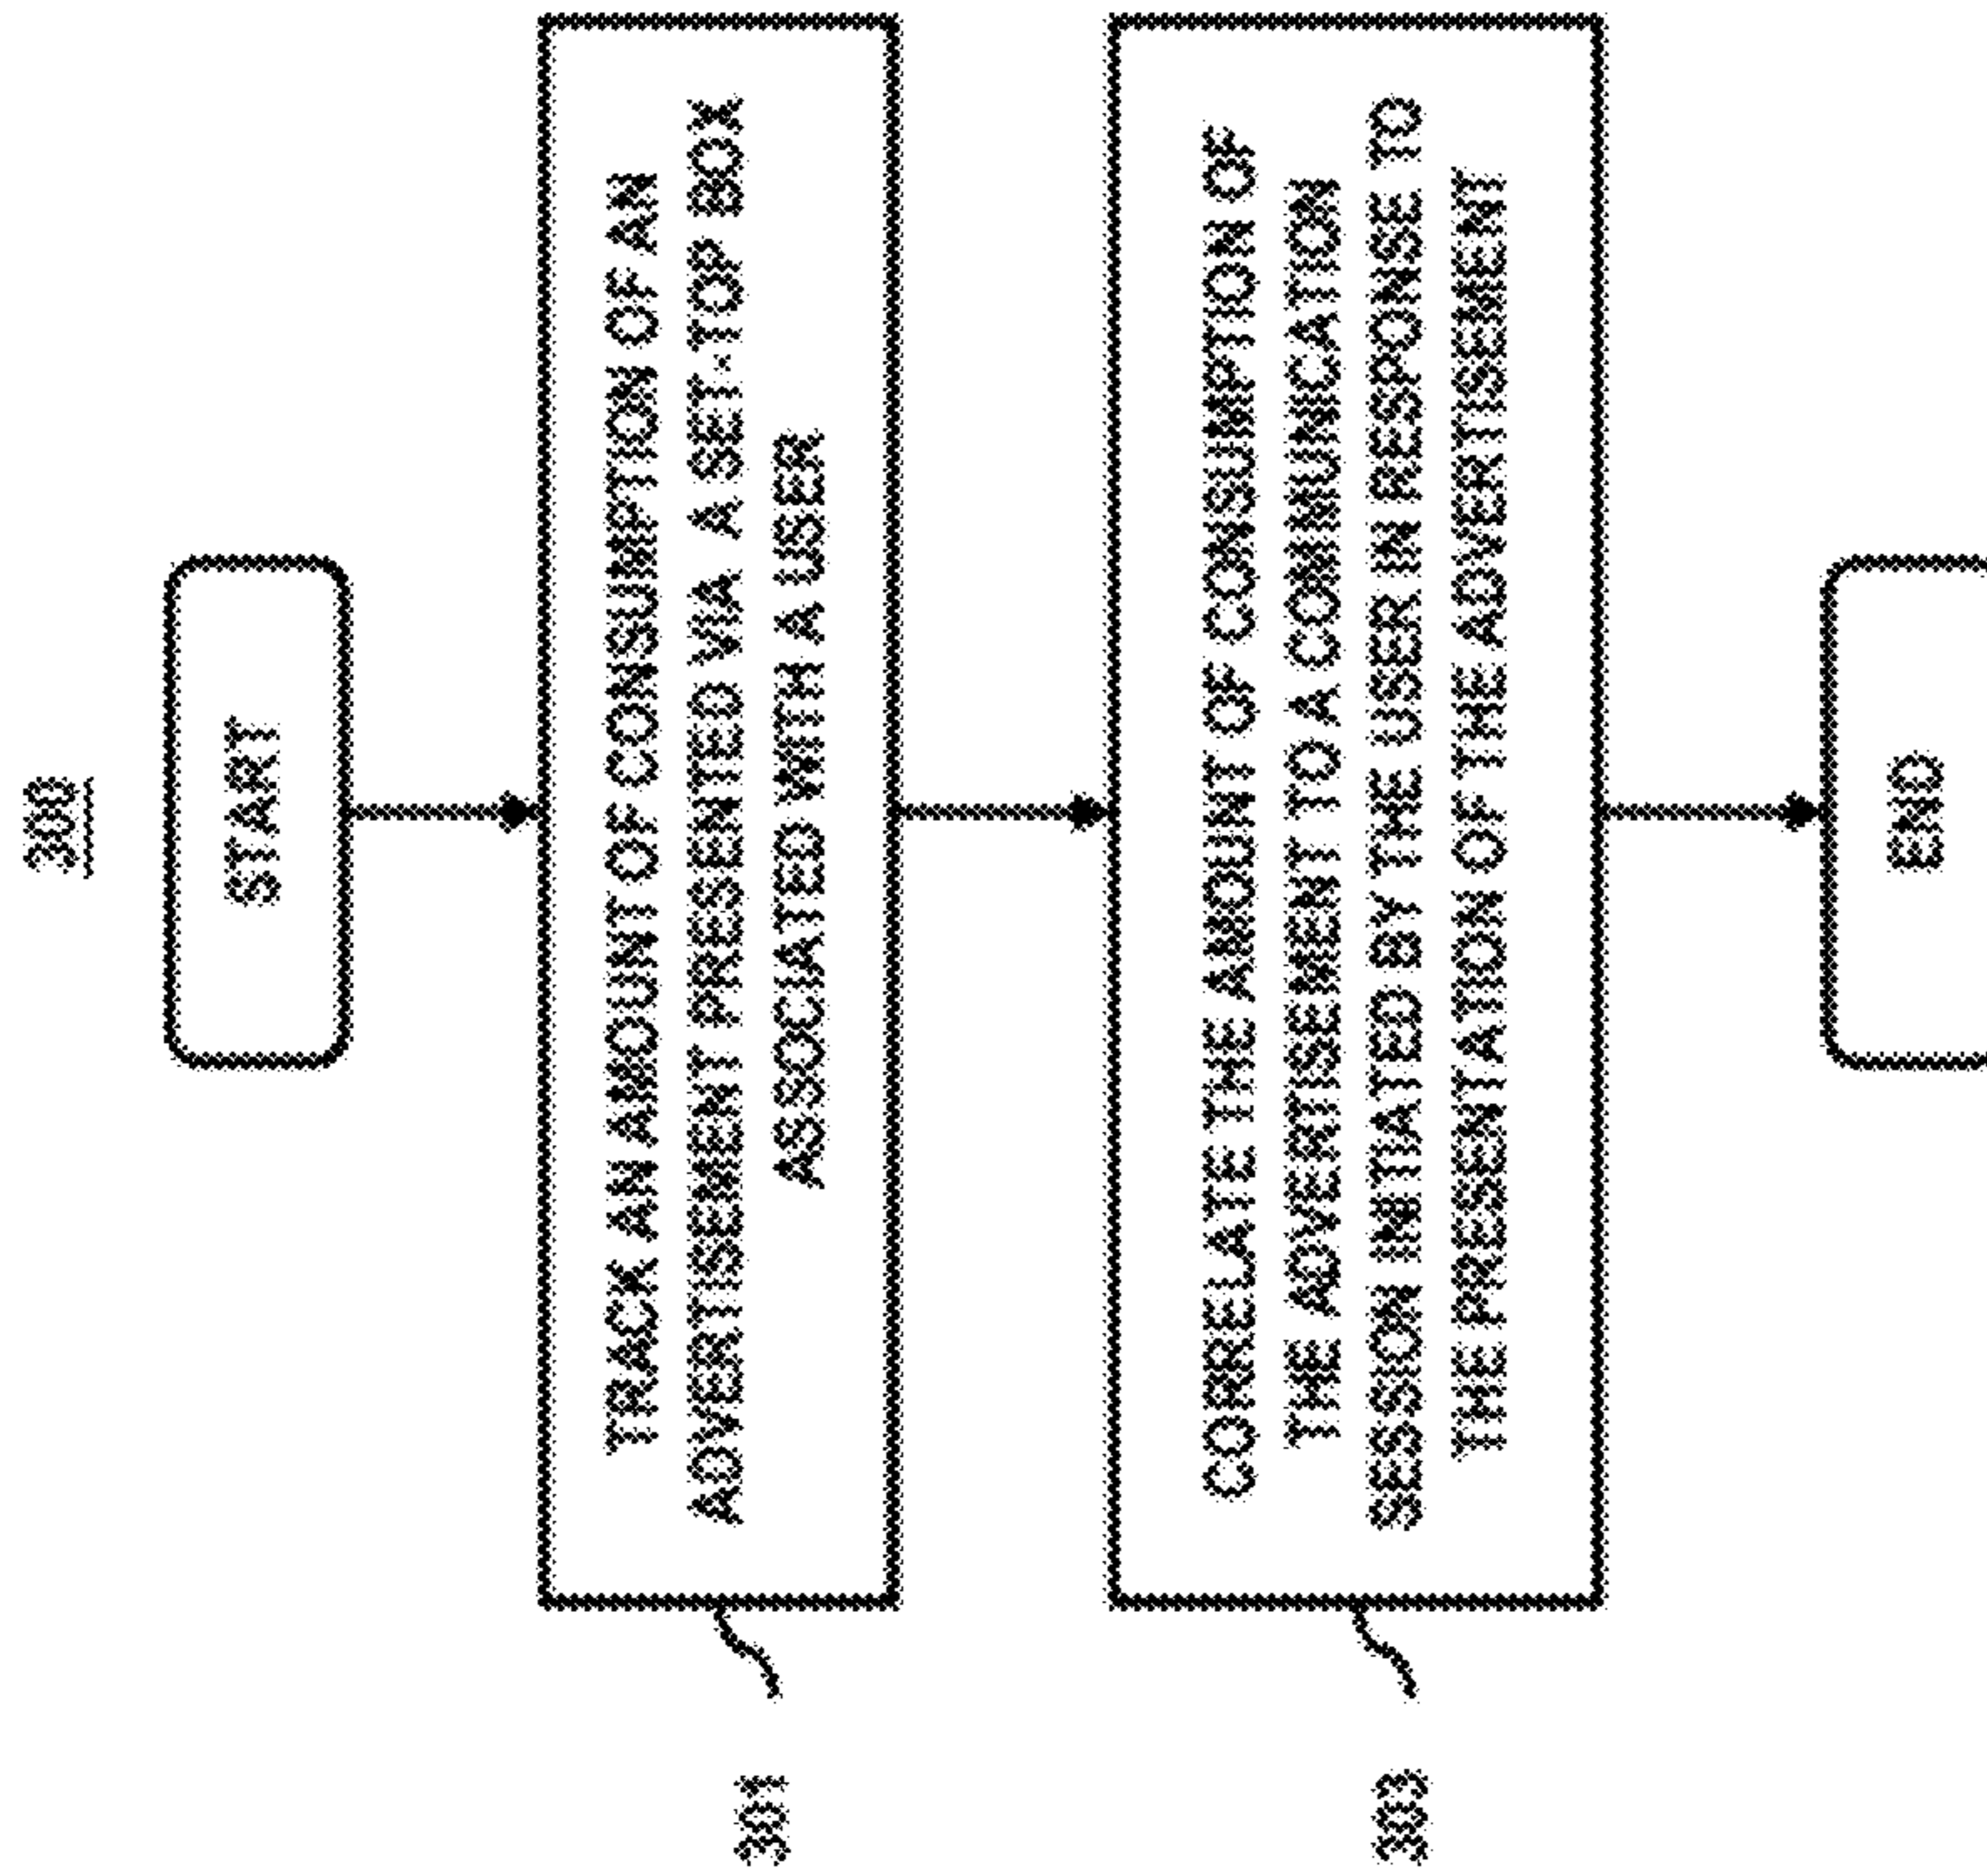 300
START
TRACK AN AMOUNT OF CONSUMPTION OF AN
ADVERTISEMENT PRESENTED VIA A SET-TOP BOX
ASSOCIATED WITH A USER
301
CORRELATE THE AMOUNT OF CONSUMPTION OF
THE ADVERTISEMENT TO A COMMUNICATION
SESSION INITIATED BY THE USER IN RESPONSE TO
THE PRESENTATION OF THE ADVERTISEMENT
303
END